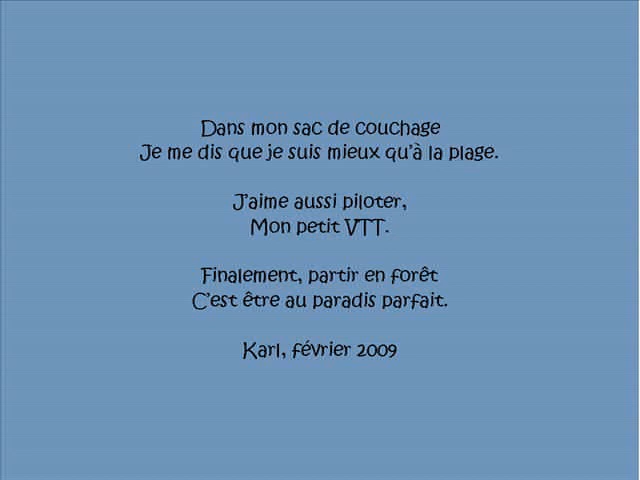 Dans mon sac de couchage
Je me dis que je suis mieux qu'à la plage.
J'aime aussi piloter,
Mon petit VTT.
Finalement, partir en forêt
C'est être au paradis parfait.
Karl, février 2009